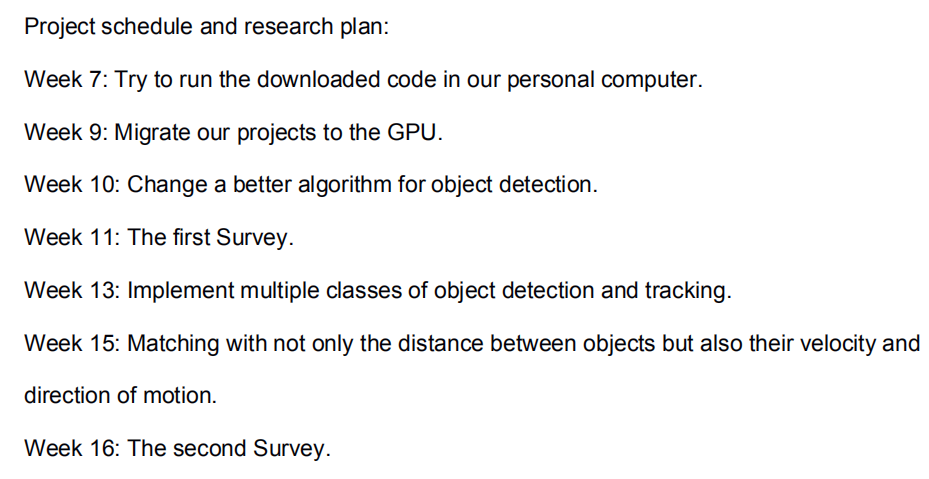 Project schedule and research plan:
Week 7: Try to run the downloaded code in our personal computer.
Week 9: Migrate our projects to the GPU.
Week 10: Change a better algorithm for object detection.
Week 11: The first Survey.
Week 13: Implement multiple classes of object detection and tracking.
Week 15: Matching with not only the distance between objects but also their velocity and
direction of motion.
Week 16: The second Survey.